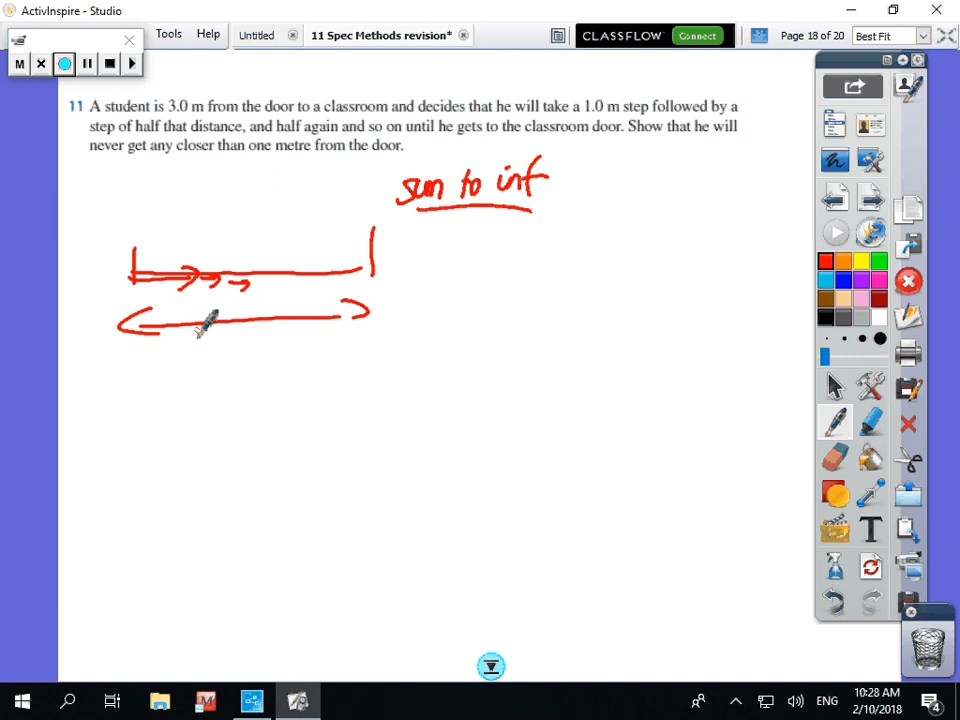 ActivInspire - Studio
Tools Help Untitled 11 Spec Methods revision* CLASSFLOW Connect Page 18 of 20 Best Fit
M
11 A student is 3.0 m from the door to a classroom and decides that he will take a 1.0 m step followed by a
step of half that distance, and half again and so on until he gets to the classroom door. Show that he will
never get any closer than one metre from the door.
sum to inf
T
ENG
10:28 AM
2/10/2018
4